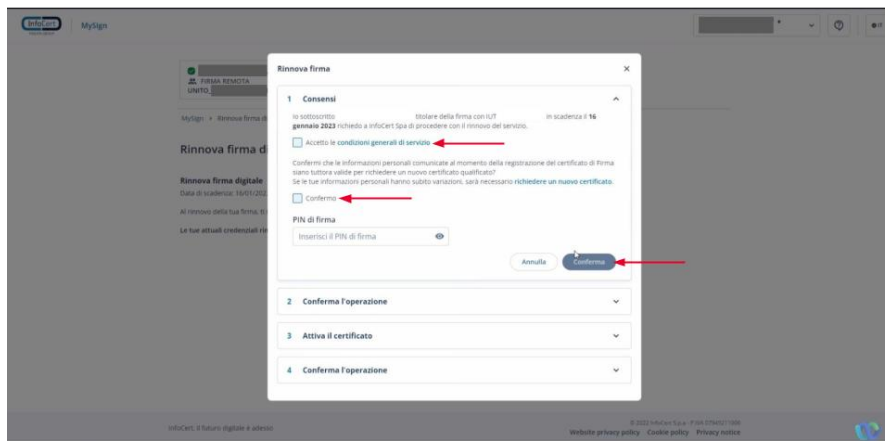 InfoCert
MySign
IT
FIRMA REMOTA
UNITO_
MySign > Rinnova firma di
Rinnova firma di
Rinnova firma digitale
Data di scadenza: 16/01/202
Al rinnovo della tua firma, ti
Le tue attuali credenziali rin
Rinnova firma
1 Consensi
Io sottoscritto titolare della firma con IUT in scadenza il 16
gennaio 2023 richiedo a InfoCert Spa di procedere con il rinnovo del servizio.
Accetto le condizioni generali di servizio
Confermi che le informazioni personali comunicate al momento della registrazione del certificato di Firma
siano tuttora valide per richiedere un nuovo certificato qualificato?
Se le tue informazioni personali hanno subito variazioni, sarà necessario richiedere un nuovo certificato.
Confermo
PIN di firma
Inserisci il PIN di firma
Annulla Conferma
2 Conferma l'operazione
3 Attiva il certificato
4 Conferma l'operazione
InfoCert, il futuro digitale è adesso
© 2022 InfoCert S.p.a - P.IVA
Website privacy policy Cookie policy Privacy notice